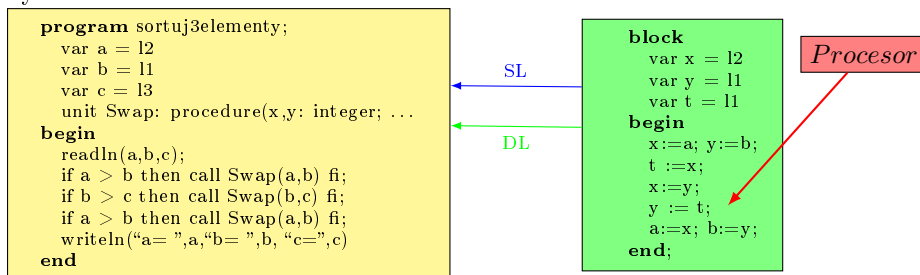 program sortuj3elementy;
var a = l2
var b = l1
var c = l3
unit Swap: procedure(x,y: integer; ...
begin
readln(a,b,c);
if a > b then call Swap(a,b) fi;
if b > c then call Swap(b,c) fi;
if a > b then call Swap(a,b) fi;
writeln(“a= ”,a,“b= ”,b, “c=”,c)
end
SL
DL
block
var x = l2
var y = l1
var t = l1
begin
x:=a; y:=b;
t :=x;
x:=y;
y := t;
a:=x; b:=y;
end;
Procesor